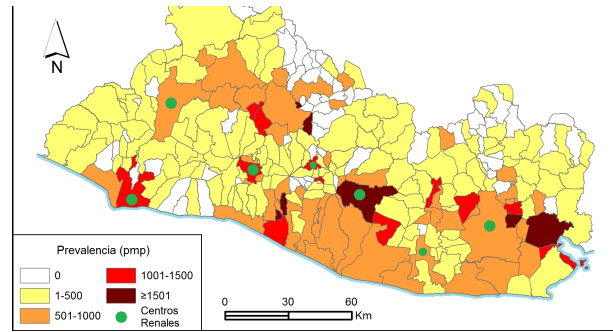 N
Prevalencia (pmp)
0
1-500
501-1000
1001-1500
≥1501
Centros
Renales
0 30 60
Km